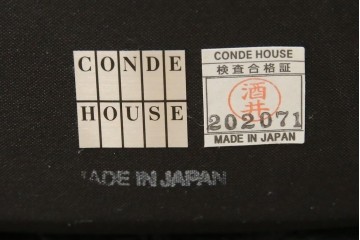 CONDE
HOUSE
CONDE HOUSE
検査合格証
酒井
202071
MADE IN JAPAN
MADE IN JAPAN